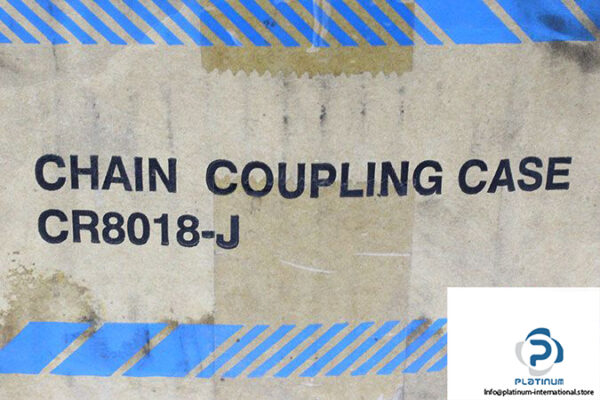 CHAIN COUPLING CASE
CR8018-J
PLATINUM
Info@platinum-international.store